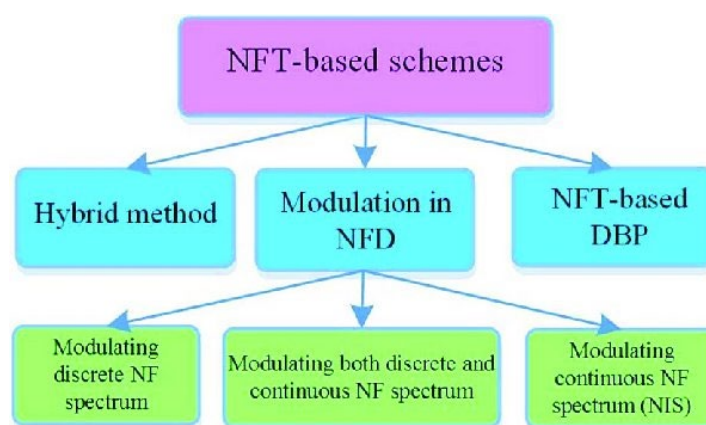 NFT-based schemes
Hybrid method
Modulation in
NFD
NFT-based
DBP
Modulating
discrete NF
spectrum
Modulating both discrete and
continuous NF spectrum
Modulating
continuous NF
spectrum (NIS)